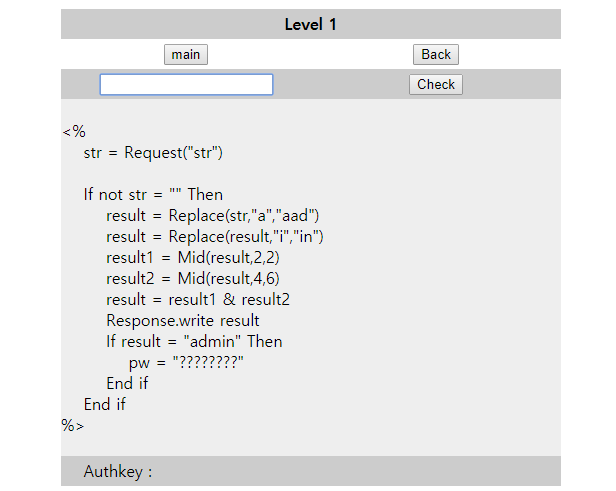 Level 1
main Back
Check
<%
str = Request("str")
If not str = "" Then
result = Replace(str,"a","aad")
result = Replace(result,"i","in")
result1 = Mid(result,2,2)
result2 = Mid(result,4,6)
result = result1 & result2
Response.write result
If result = "admin" Then
pw = "????????"
End if
End if
%>
Authkey :